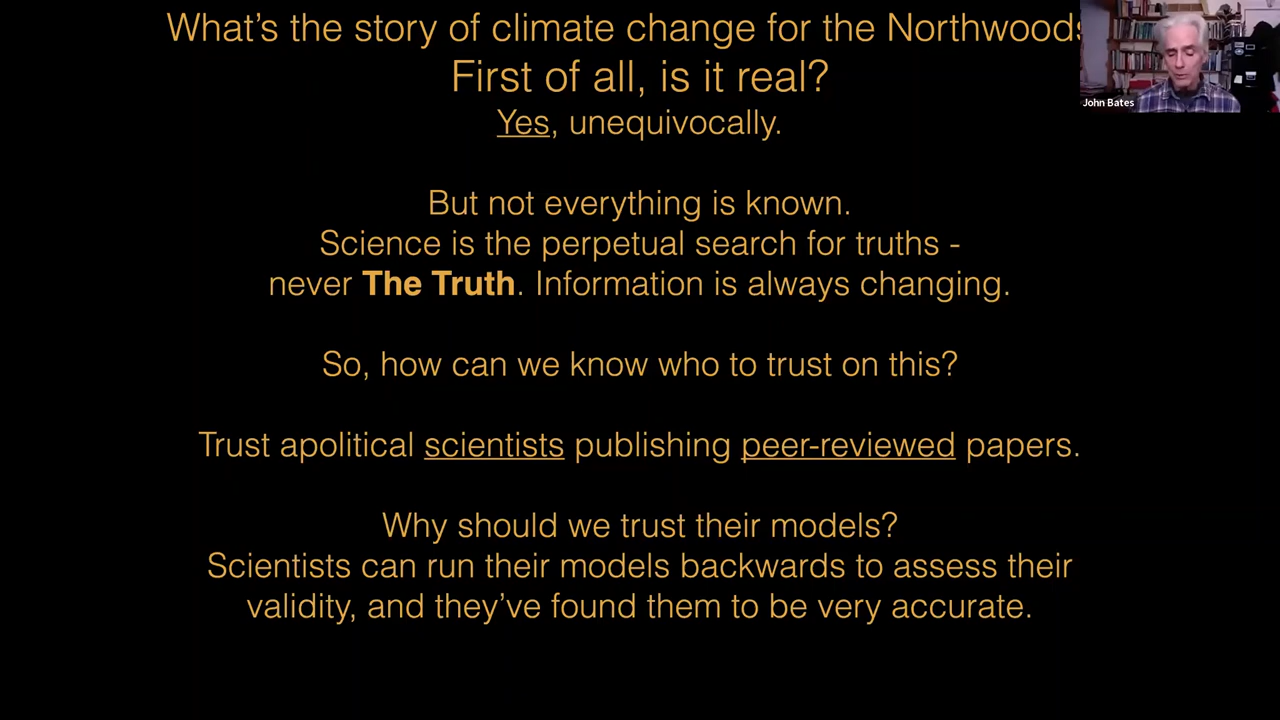 What's the story of climate change for the Northwoods
First of all, is it real?
Yes, unequivocally.
But not everything is known.
Science is the perpetual search for truths -
never The Truth. Information is always changing.
So, how can we know who to trust on this?
Trust apolitical scientists publishing peer-reviewed papers.
Why should we trust their models?
Scientists can run their models backwards to assess their
validity, and they've found them to be very accurate.
John Bates